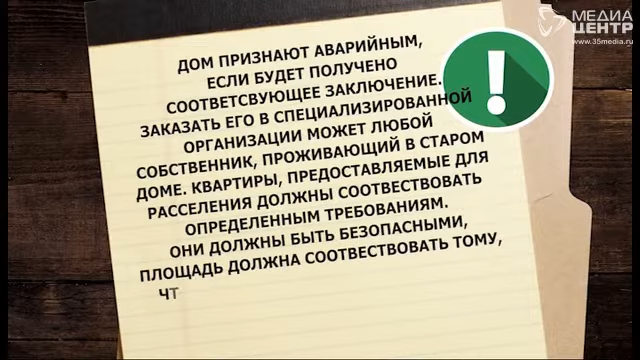 МЕДИА
ЦЕНТР
www.35media.ru
ДОМ ПРИЗНАЮТ АВАРИЙНЫМ,
ЕСЛИ БУДЕТ ПОЛУЧЕНО
СООТВЕТСВУЮЩЕЕ ЗАКЛЮЧЕНИЕ.
ЗАКАЗАТЬ ЕГО В СПЕЦИАЛИЗИРОВАННОЙ
ОРГАНИЗАЦИИ МОЖЕТ ЛЮБОЙ
СОБСТВЕННИК, ПРОЖИВАЮЩИЙ В СТАРОМ
ДОМЕ. КВАРТИРЫ, ПРЕДОСТАВЛЯЕМЫЕ ДЛЯ
РАССЕЛЕНИЯ ДОЛЖНЫ СООТВЕСТВОВАТЬ
ОПРЕДЕЛЕННЫМ ТРЕБОВАНИЯМ.
ОНИ ДОЛЖНЫ БЫТЬ БЕЗОПАСНЫМИ,
ПЛОЩАДЬ ДОЛЖНА СООТВЕСТВОВАТЬ ТОМУ,
ЧТ